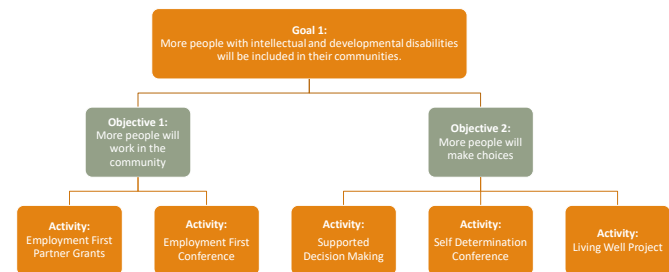 Goal 1:
More people with intellectual and developmental disabilities
will be included in their communities.
Objective 1:
More people will
work in the
community
Objective 2:
More people will
make choices
Activity:
Employment First
Partner Grants
Activity:
Employment First
Conference
Activity:
Supported
Decision Making
Activity:
Self Determination
Conference
Activity:
Living Well Project